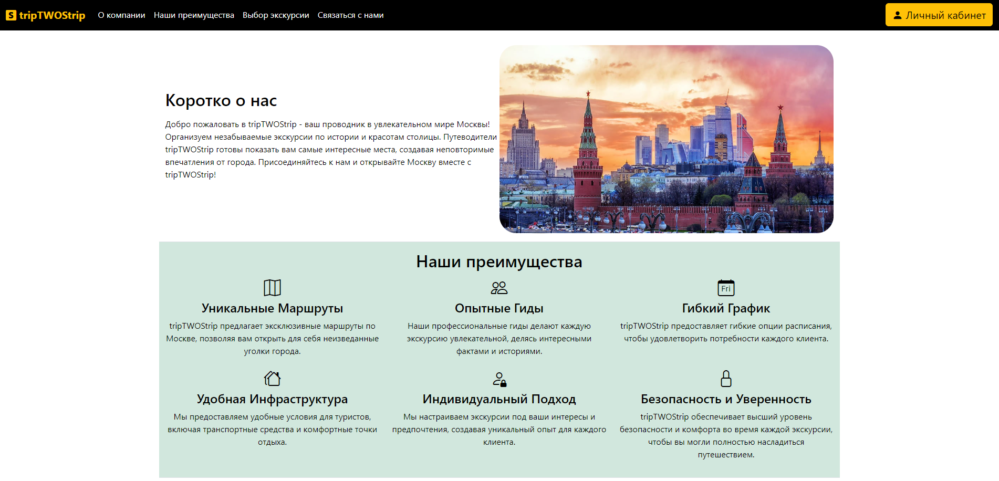 S tripTWOStrip О компании Наши преимущества Выбор экскурсии Связаться с нами Личный кабинет
Коротко о нас
Добро пожаловать в tripTWOStrip - ваш проводник в увлекательном мире Москвы!
Организуем незабываемые экскурсии по истории и красотам столицы. Путеводители
tripTWOStrip готовы показать вам самые интересные места, создавая неповторимые
впечатления от города. Присоединяйтесь к нам и открывайте Москву вместе с
tripTWOStrip!
Наши преимущества
Уникальные Маршруты
tripTWOStrip предлагает эксклюзивные маршруты по
Москве, позволяя вам открыть для себя неизведанные
уголки города.
Опытные Гиды
Наши профессиональные гиды делают каждую
экскурсию увлекательной, делясь интересными
фактами и историями.
Fri
Гибкий График
tripTWOStrip предоставляет гибкие опции расписания,
чтобы удовлетворить потребности каждого клиента.
Удобная Инфраструктура
Мы предоставляем удобные условия для туристов,
включая транспортные средства и комфортные точки
отдыха.
Индивидуальный Подход
Мы настраиваем экскурсии под ваши интересы и
предпочтения, создавая уникальный опыт для каждого
клиента.
Безопасность и Уверенность
tripTWOStrip обеспечивает высший уровень
безопасности и комфорта во время каждой экскурсии,
чтобы вы могли полностью насладиться
путешествием.